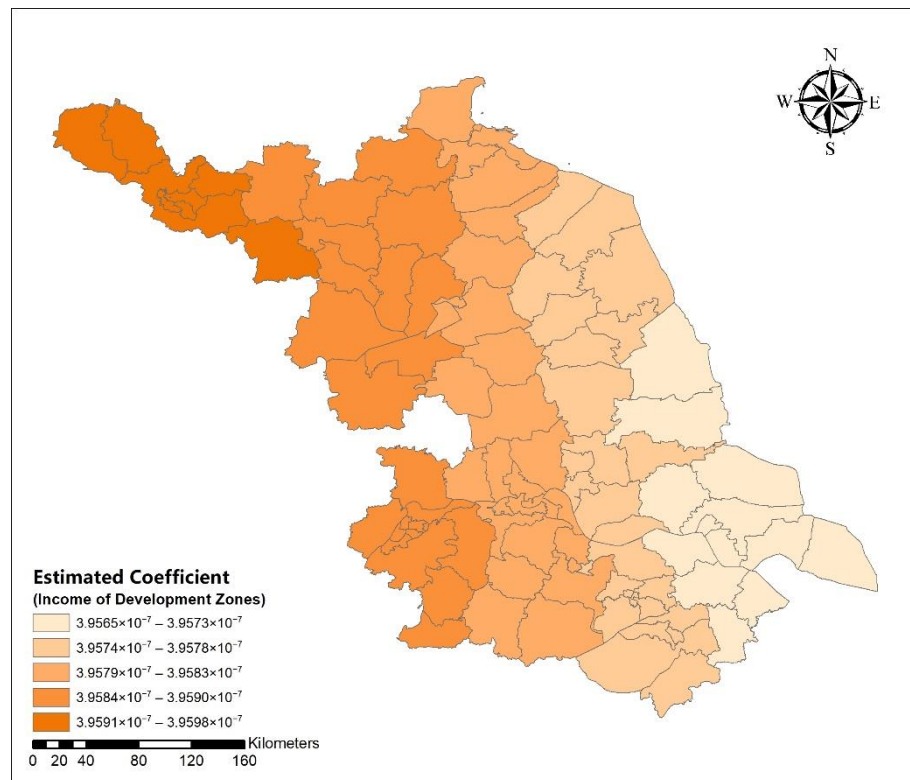 N
W E
S
Estimated Coefficient
(Income of Development Zones)
3.9565×10⁻⁷ – 3.9573×10⁻⁷
3.9574×10⁻⁷ – 3.9578×10⁻⁷
3.9579×10⁻⁷ – 3.9583×10⁻⁷
3.9584×10⁻⁷ – 3.9590×10⁻⁷
3.9591×10⁻⁷ – 3.9598×10⁻⁷
Kilometers
0 20 40 80 120 160